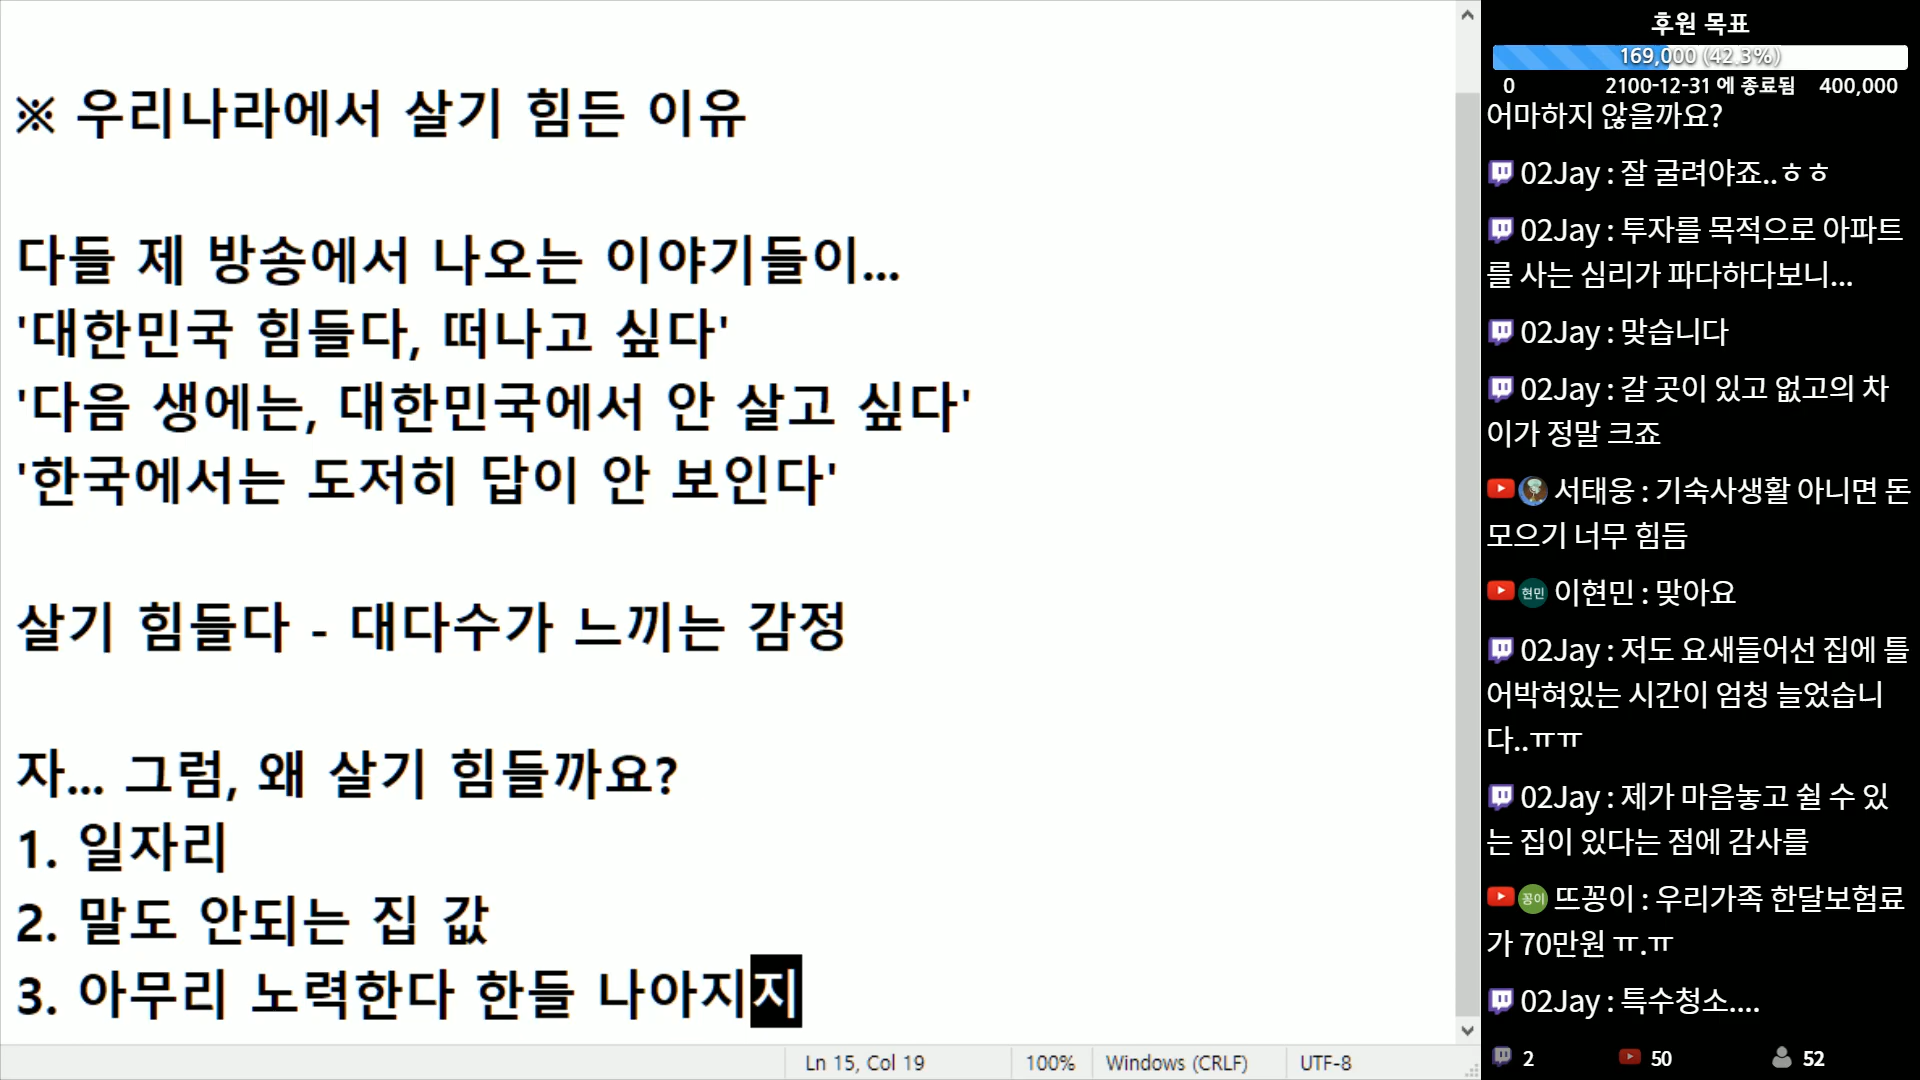 ※ 우리나라에서 살기 힘든 이유
다들 제 방송에서 나오는 이야기들이...
'대한민국 힘들다, 떠나고 싶다'
'다음 생에는, 대한민국에서 안 살고 싶다'
'한국에서는 도저히 답이 안 보인다'
살기 힘들다 - 대다수가 느끼는 감정
자... 그럼, 왜 살기 힘들까요?
1. 일자리
2. 말도 안되는 집 값
3. 아무리 노력한다 한들 나아지지
Ln 15, Col 19
100%
Windows (CRLF)
UTF-8
후원 목표
169,000 (42.3%)
0 2100-12-31 에 종료됨 400,000
어마하지 않을까요?
02Jay : 잘 굴려야죠..ㅎㅎ
02Jay : 투자를 목적으로 아파트
를 사는 심리가 파다하다보니...
02Jay : 맞습니다
02Jay : 갈 곳이 있고 없고의 차
이가 정말 크죠
서태웅 : 기숙사생활 아니면 돈
모으기 너무 힘듬
현민 이현민 : 맞아요
02Jay : 저도 요새들어선 집에 틀
어박혀있는 시간이 엄청 늘었습니
다..ㅠㅠ
02Jay : 제가 마음놓고 쉴 수 있
는 집이 있다는 점에 감사를
꽁이 뜨꽁이 : 우리가족 한달보험료
가 70만원 ㅠ.ㅠ
02Jay : 특수청소....
2 50 52